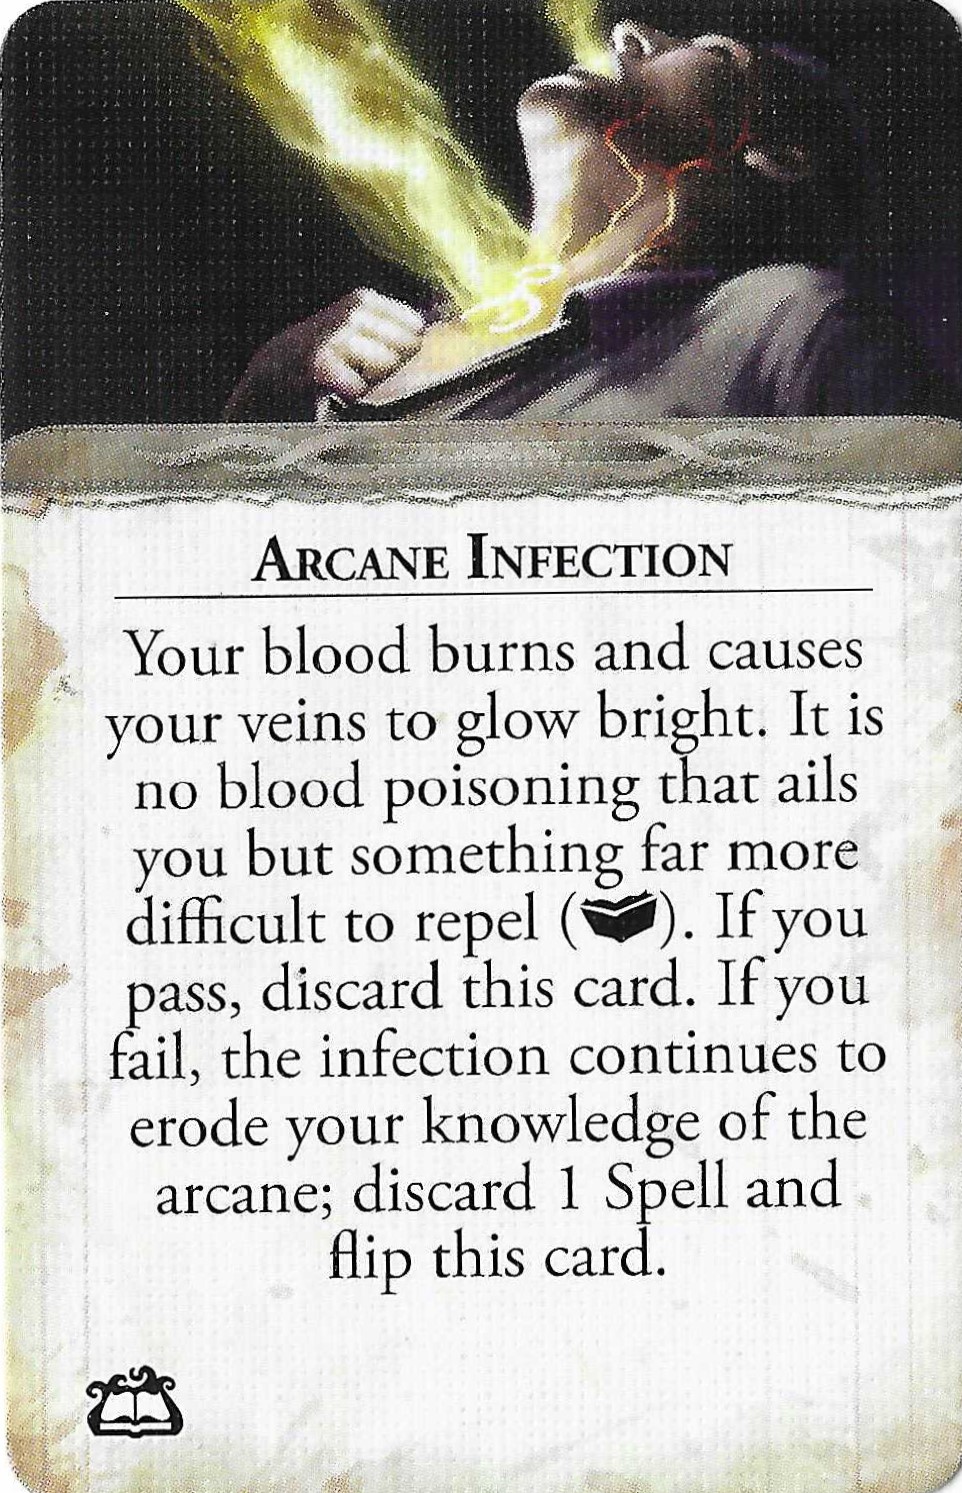 ARCANE INFECTION
Your blood burns and causes
your veins to glow bright. It is
no blood poisoning that ails
you but something far more
difficult to repel ( ). If you
pass, discard this card. If you
fail, the infection continues to
erode your knowledge of the
arcane; discard 1 Spell and
flip this card.